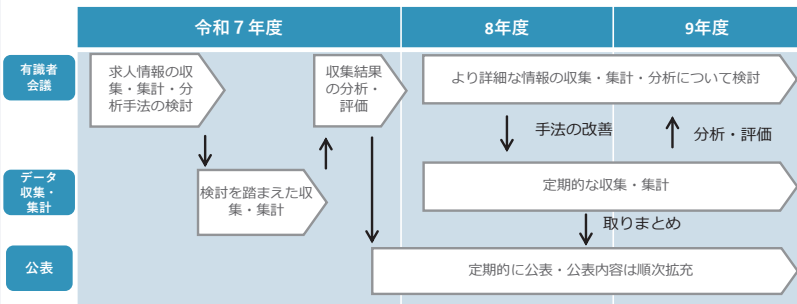 令和７年度
8年度
9年度
有識者
会議
求人情報の収
集・集計・分
析手法の検討
収集結果
の分析・
評価
より詳細な情報の収集・集計・分析について検討
手法の改善
分析・評価
データ
収集・
集計
検討を踏まえた収
集・集計
定期的な収集・集計
取りまとめ
公表
定期的に公表・公表内容は順次拡充